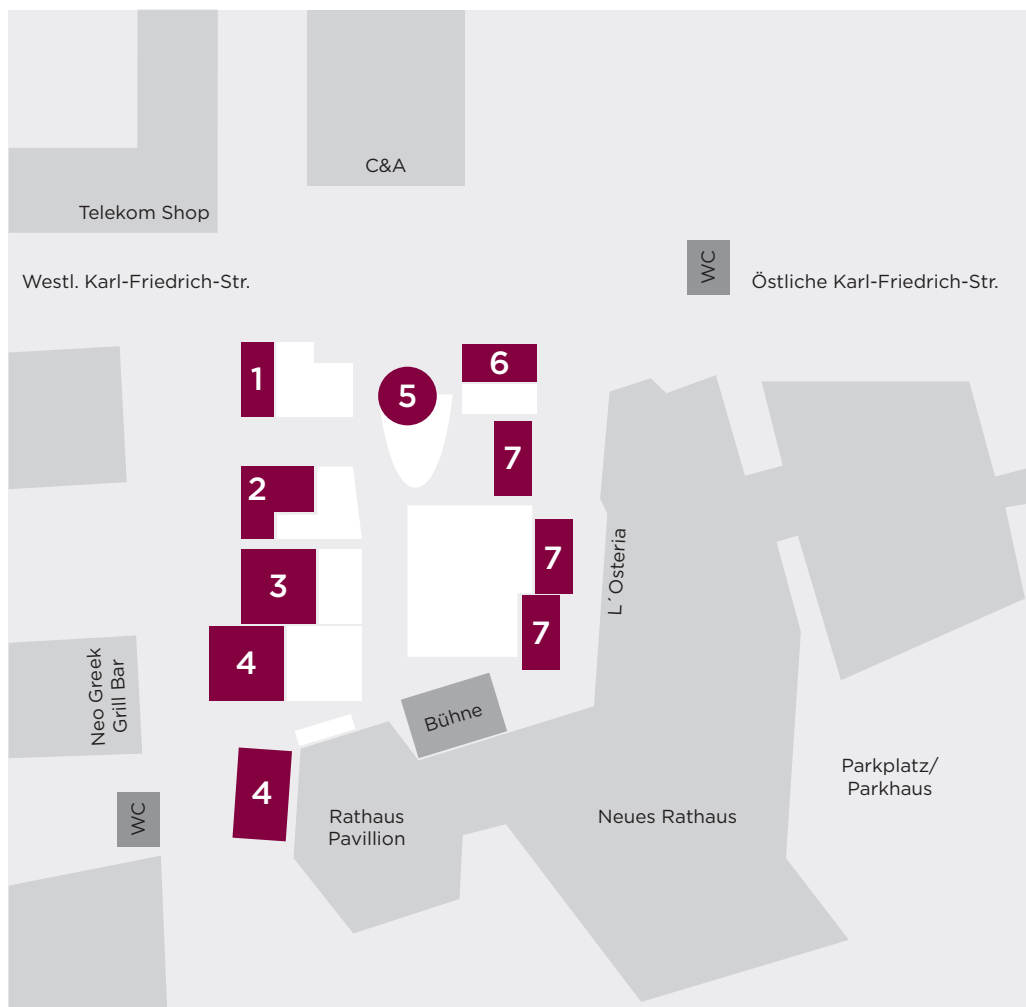 C&A
Telekom Shop
WC
Westl. Karl-Friedrich-Str.
Östliche Karl-Friedrich-Str.
1
5
6
7
2
L´Osteria
7
3
7
4
Neo Greek
Grill Bar
Bühne
4
WC
Rathaus
Pavillion
Neues Rathaus
Parkplatz/
Parkhaus